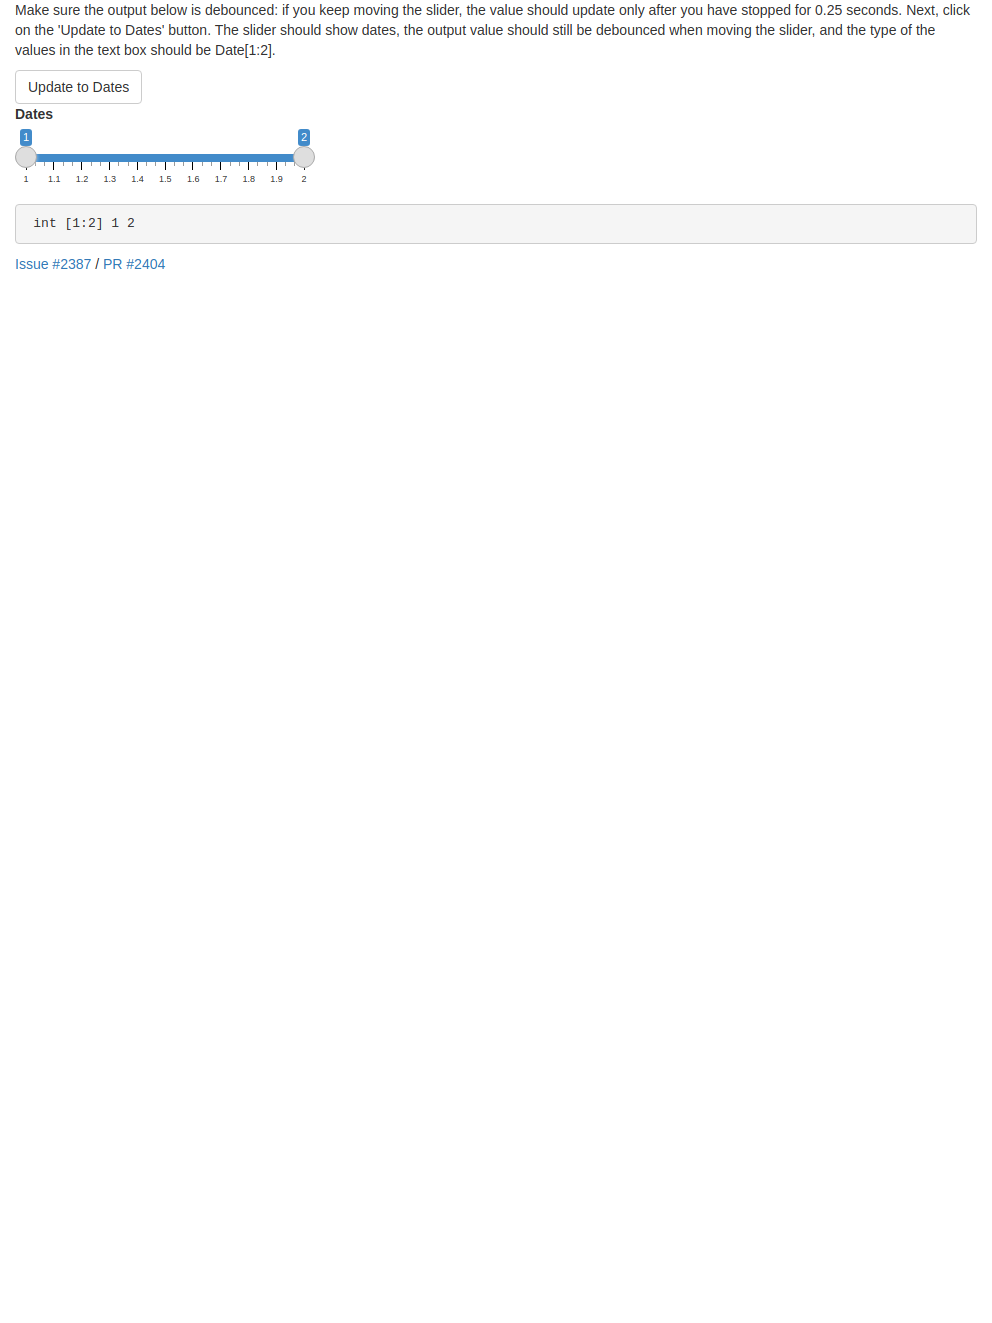 Make sure the output below is debounced: if you keep moving the slider, the value should update only after you have stopped for 0.25 seconds. Next, click
on the 'Update to Dates' button. The slider should show dates, the output value should still be debounced when moving the slider, and the type of the
values in the text box should be Date[1:2].
Update to Dates
Dates
1 2
1 1.1 1.2 1.3 1.4 1.5 1.6 1.7 1.8 1.9 2
int [1:2] 1 2
Issue #2387 / PR #2404